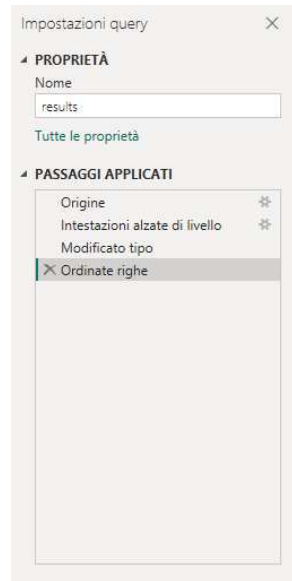 Impostazioni query
PROPRIETÀ
Nome
results
Tutte le proprietà
PASSAGGI APPLICATI
Origine
Intestazioni alzate di livello
Modificato tipo
Ordinate righe